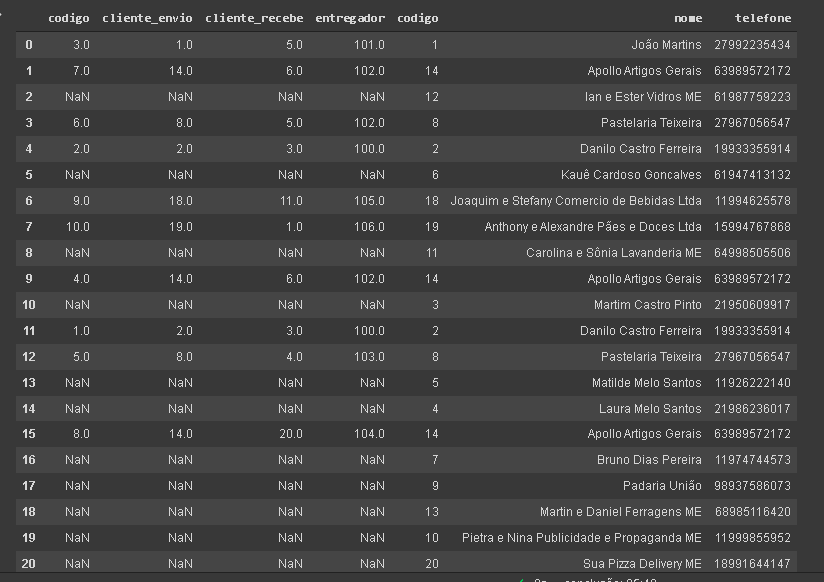 codigo cliente_envio cliente_recebe entregador codigo nome telefone
0 3.0 1.0 5.0 101.0 1 João Martins 27992235434
1 7.0 14.0 6.0 102.0 14 Apollo Artigos Gerais 63989572172
2 NaN NaN NaN NaN 12 Ian e Ester Vidros ME 61987759223
3 6.0 8.0 5.0 102.0 8 Pastelaria Teixeira 27967056547
4 2.0 2.0 3.0 100.0 2 Danilo Castro Ferreira 19933355914
5 NaN NaN NaN NaN 6 Kauê Cardoso Goncalves 61947413132
6 9.0 18.0 11.0 105.0 18 Joaquim e Stefany Comercio de Bebidas Ltda 11994625578
7 10.0 19.0 1.0 106.0 19 Anthony e Alexandre Pães e Doces Ltda 15994767868
8 NaN NaN NaN NaN 11 Carolina e Sônia Lavanderia ME 64998505506
9 4.0 14.0 6.0 102.0 14 Apollo Artigos Gerais 63989572172
10 NaN NaN NaN NaN 3 Martim Castro Pinto 21950609917
11 1.0 2.0 3.0 100.0 2 Danilo Castro Ferreira 19933355914
12 5.0 8.0 4.0 103.0 8 Pastelaria Teixeira 27967056547
13 NaN NaN NaN NaN 5 Matilde Melo Santos 11926222140
14 NaN NaN NaN NaN 4 Laura Melo Santos 21986236017
15 8.0 14.0 20.0 104.0 14 Apollo Artigos Gerais 63989572172
16 NaN NaN NaN NaN 7 Bruno Dias Pereira 11974744573
17 NaN NaN NaN NaN 9 Padaria União 98937586073
18 NaN NaN NaN NaN 13 Martin e Daniel Ferragens ME 68985116420
19 NaN NaN NaN NaN 10 Pietra e Nina Publicidade e Propaganda ME 11999855952
20 NaN NaN NaN NaN 20 Sua Pizza Delivery ME 18991644147